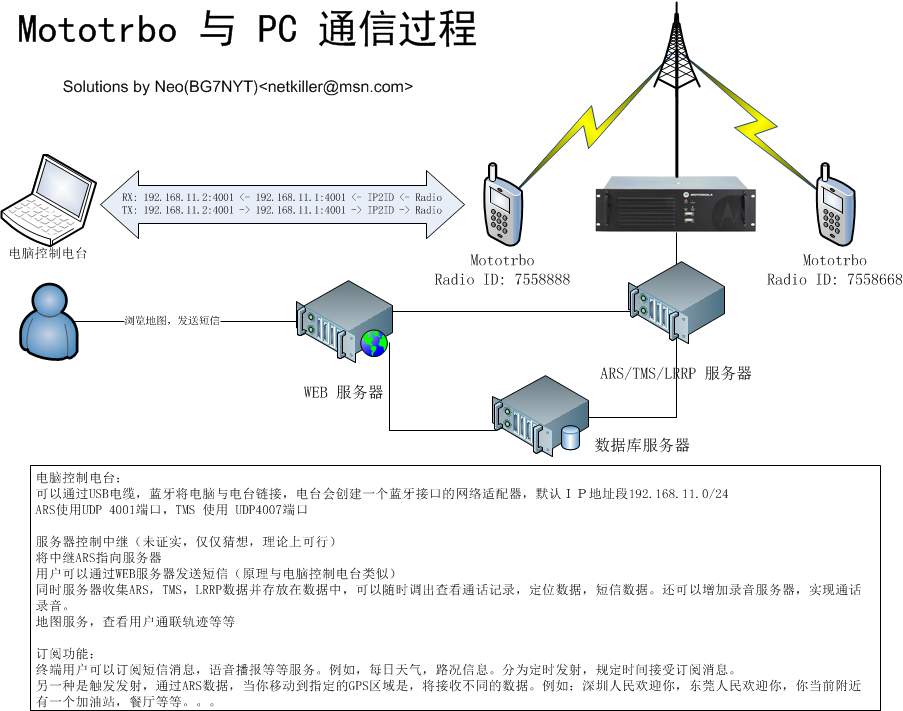 Mototrbo 与 PC 通信过程
Solutions by Neo(BG7NYT)<netkiller@msn.com>
RX: 192.168.11.2:4001 <- 192.168.11.1:4001 <- IP2ID <- Radio
TX: 192.168.11.2:4001 -> 192.168.11.1:4001 -> IP2ID -> Radio
MOTOROLA
电脑控制电台
Mototrbo
Radio ID: 7558888
Mototrbo
Radio ID: 7558668
浏览地图，发送短信
WEB 服务器
ARS/TMS/LRRP 服务器
数据库服务器
电脑控制电台：
可以通过USB电缆，蓝牙将电脑与电台链接，电台会创建一个蓝牙接口的网络适配器，默认ＩＰ地址段192.168.11.0/24
ARS使用UDP 4001端口，TMS 使用 UDP4007端口
服务器控制中继（未证实，仅仅猜想，理论上可行）
将中继ARS指向服务器
用户可以通过WEB服务器发送短信（原理与电脑控制电台类似）
同时服务器收集ARS，TMS，LRRP数据并存放在数据中，可以随时调出查看通话记录，定位数据，短信数据。还可以增加录音服务器，实现通话
录音。
地图服务，查看用户通联轨迹等等
订阅功能：
终端用户可以订阅短信消息，语音播报等等服务。例如，每日天气，路况信息。分为定时发射，规定时间接受订阅消息。
另一种是触发发射，通过ARS数据，当你移动到指定的GPS区域是，将接收不同的数据。例如：深圳人民欢迎你，东莞人民欢迎你，你当前附近
有一个加油站，餐厅等等。。。